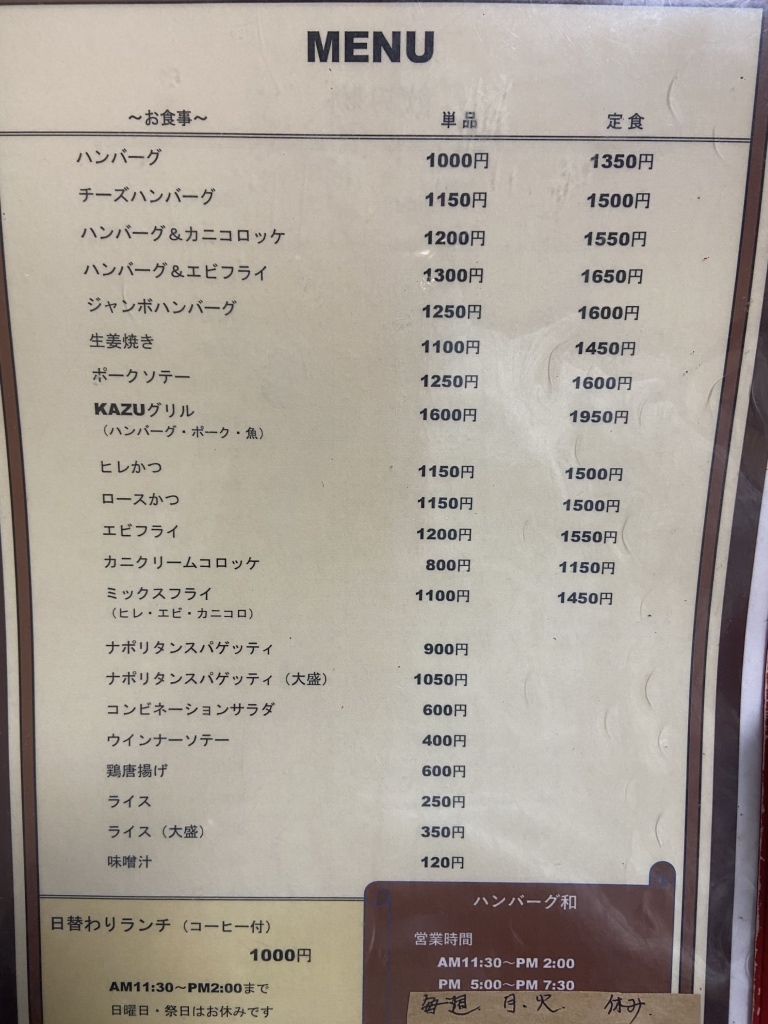 MENU
～お食事～ 単品 定食
ハンバーグ 1000円 1350円
チーズハンバーグ 1150円 1500円
ハンバーグ＆カニコロッケ 1200円 1550円
ハンバーグ＆エビフライ 1300円 1650円
ジャンボハンバーグ 1250円 1600円
生姜焼き 1100円 1450円
ポークソテー 1250円 1600円
KAZUグリル 1600円 1950円
（ハンバーグ・ポーク・魚）
ヒレかつ 1150円 1500円
ロースかつ 1150円 1500円
エビフライ 1200円 1550円
カニクリームコロッケ 800円 1150円
ミックスフライ 1100円 1450円
（ヒレ・エビ・カニコロ）
ナポリタンスパゲッティ 900円
ナポリタンスパゲッティ（大盛） 1050円
コンビネーションサラダ 600円
ウインナーソテー 400円
鶏唐揚げ 600円
ライス 250円
ライス（大盛） 350円
味噌汁 120円
日替わりランチ（コーヒー付）
1000円
AM11:30～PM2:00まで
日曜日・祭日はお休みです
ハンバーグ和
営業時間
AM11:30～PM 2:00
PM 5:00～PM 7:30
毎週 月、火 休み